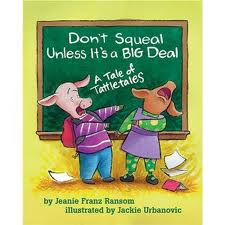 Don't Squeal
Unless It's a BIG Deal
A Tale of
Tattletales
by Jeanie Franz Ransom
illustrated by Jackie Urbanovic